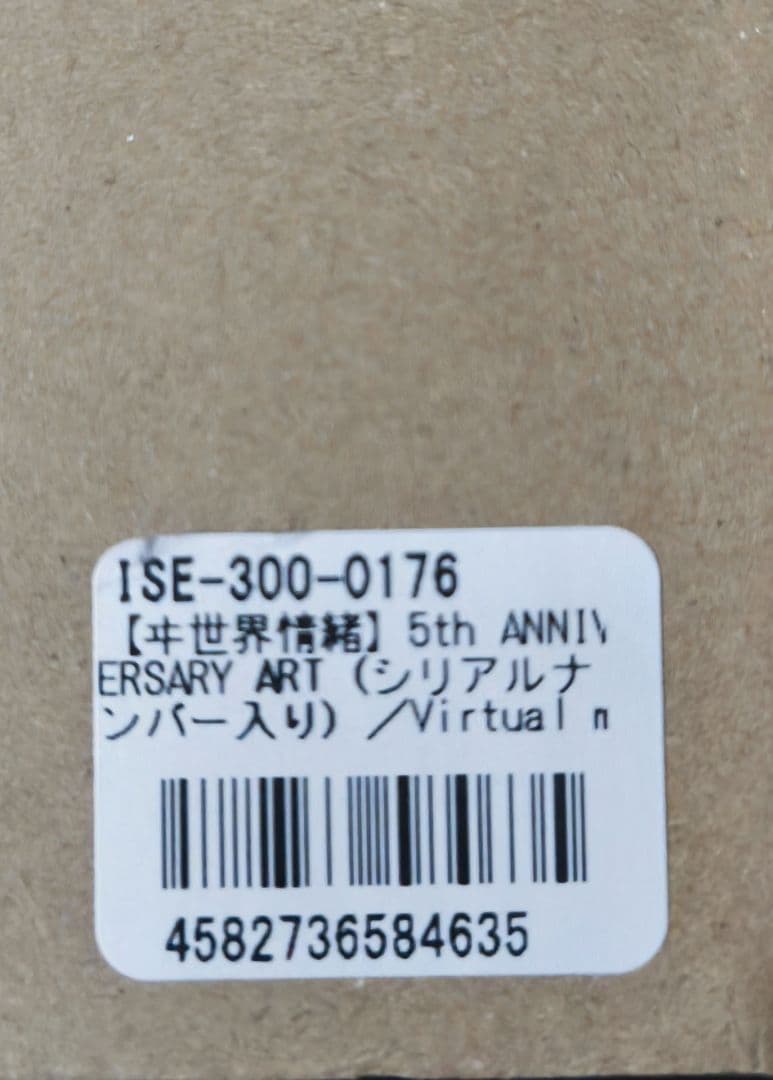 ISE-300-0176
【ヰ世界情緒】5th ANNIV
ERSARY ART (シリアルナ
ンバー入り) ／Virtual
4582736584635